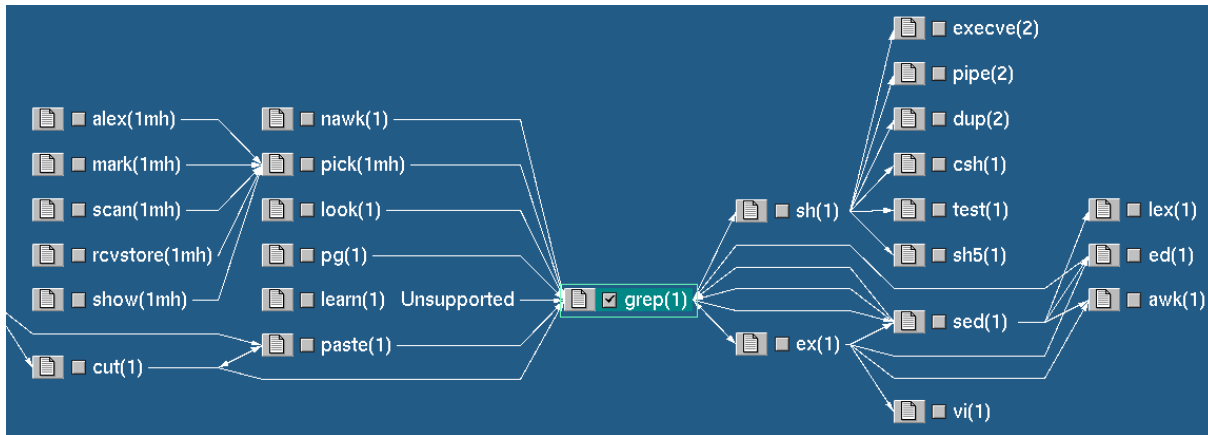 execve(2)
pipe(2)
alex(1mh)
nawk(1)
dup(2)
mark(1mh)
pick(1mh)
csh(1)
scan(1mh)
look(1)
sh(1)
test(1)
lex(1)
rcvstore(1mh)
pg(1)
sh5(1)
ed(1)
show(1mh)
learn(1) Unsupported
grep(1)
awk(1)
sed(1)
paste(1)
ex(1)
cut(1)
vi(1)